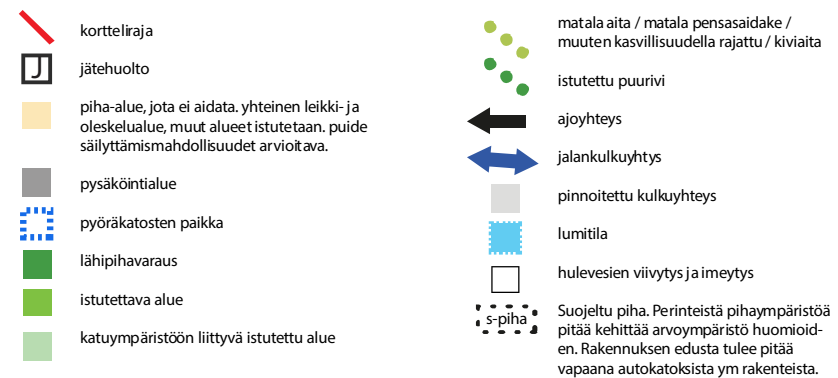 kortteliraja
J
jätehuolto
piha-alue, jota ei aidata. yhteinen leikki- ja
oleskelualue, muut alueet istutetaan. puide
säilyttämismahdollisuudet arvioitava.
pysäköintialue
pyöräkatosten paikka
lähipihavaraus
istutettava alue
katuympäristöön liittyvä istutettu alue
matala aita / matala pensasaidake /
muuten kasvillisuudella rajattu / kiviaita
istutettu puurivi
ajoyhteys
jalankulkuyhtys
pinnoitettu kulkuyhteys
lumitila
hulevesien viivytys ja imeytys
s-piha
Suojeltu piha. Perinteistä pihaympäristöä
pitää kehittää arvoympäristö huomioid-
en. Rakennuksen edusta tulee pitää
vapaana autokatoksista ym rakenteista.